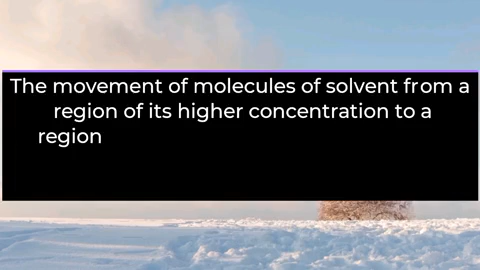 The movement of molecules of solvent from a
region of its higher concentration to a
region